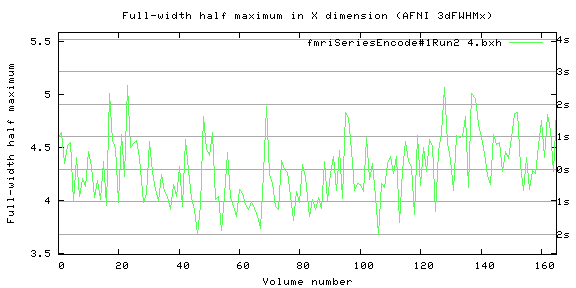 Full-width half maximum in X dimension (AFNI 3dFWHMx)
fmriSeriesEncode#1Run2 4.bxh
Full-width half maximum
5.5
5
4.5
4
3.5
4s
3s
2s
1s
0s
1s
2s
0 20 40 60 80 100 120 140 160
Volume number